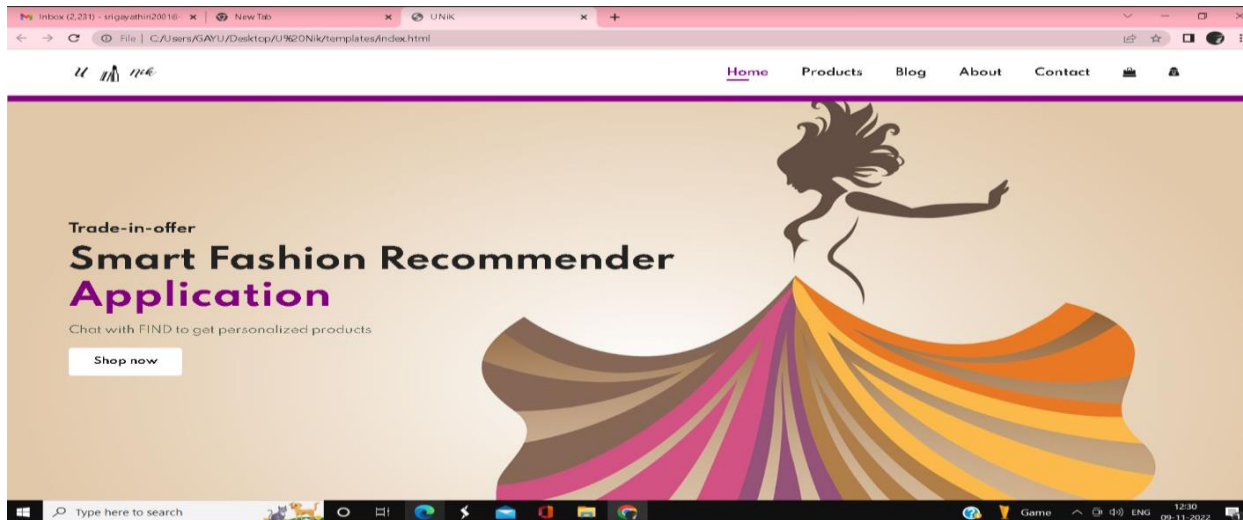 Inbox (2,231) - srigayathiri2001@
New Tab
UNIK
File | C:/Users/GAYU/Desktop/U%20Nik/templates/index.html
u nik
Home Products Blog About Contact
Trade-in-offer
Smart Fashion Recommender
Application
Chat with FIND to get personalized products
Shop now
Type here to search
Game ENG 12:30
09-11-2022